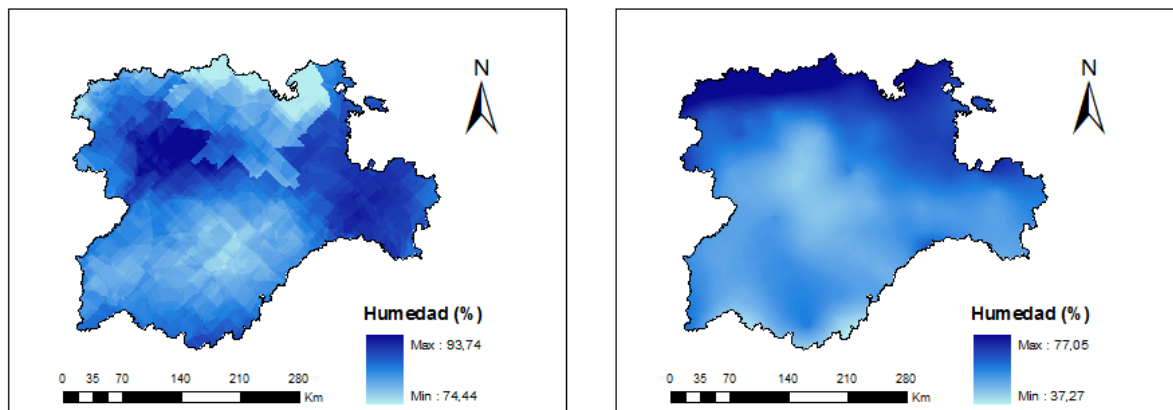 N
Humedad (%)
Max : 93,74
Min : 74,44
0 35 70 140 210 280
Km
N
Humedad (%)
Max : 77,05
Min : 37,27
0 35 70 140 210 280
Km